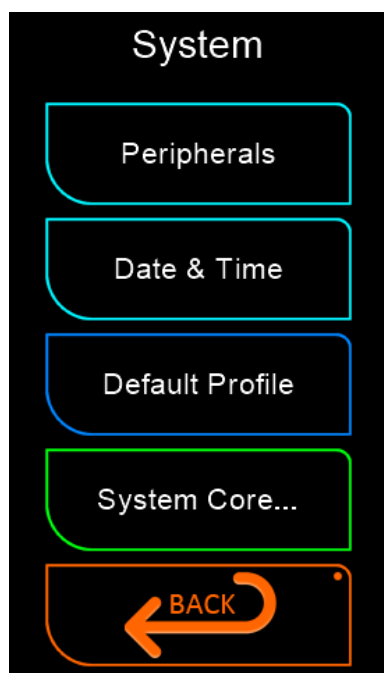 System
Peripherals
Date & Time
Default Profile
System Core...
BACK